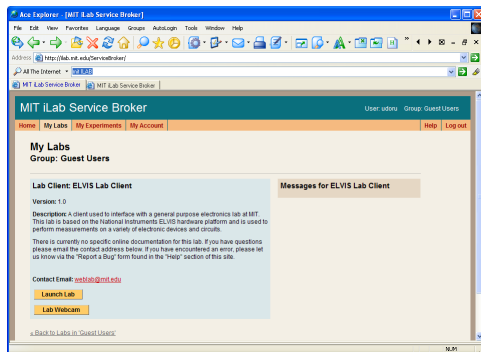 Ace Explorer - [MIT iLab Service Broker]
File Edit View Favorites Language Groups AutoLogin Tools Window Help
Address http://ilab.mit.edu/ServiceBroker/
All The Internet mit ILAB
MIT iLab Service Broker MIT iLab Service Broker
MIT iLab Service Broker
User: udoru Group: Guest Users
Home My Labs My Experiments My Account Help Log out
My Labs
Group: Guest Users
Lab Client: ELVIS Lab Client
Messages for ELVIS Lab Client
Version: 1.0
Description: A client used to interface with a general purpose electronics lab at MIT.
This lab is based on the National Instruments ELVIS hardware platform and is used to
perform measurements on a variety of electronic devices and circuits.
There is currently no specific online documentation for this lab. If you have questions
please email the contact address below. If you have encountered an error, please let
us know via the "Report a Bug" form found in the "Help" section of this site.
Contact Email: weblab@mit.edu
Launch Lab
Lab Webcam
« Back to Labs in 'Guest Users'
NUM